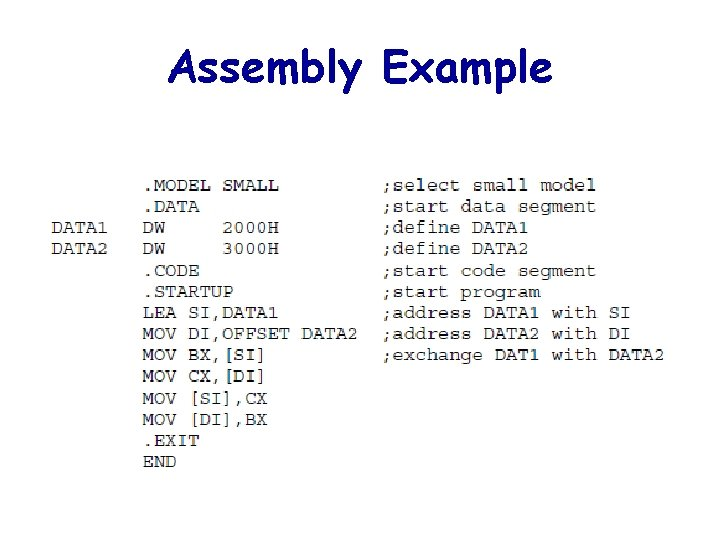 Assembly Example
.MODEL SMALL ;select small model
.DATA ;start data segment
DATA1 DW 2000H ;define DATA1
DATA2 DW 3000H ;define DATA2
.CODE ;start code segment
.STARTUP ;start program
LEA SI,DATA1 ;address DATA1 with SI
MOV DI,OFFSET DATA2 ;address DATA2 with DI
MOV BX,[SI] ;exchange DAT1 with DATA2
MOV CX,[DI]
MOV [SI],CX
MOV [DI],BX
.EXIT
END